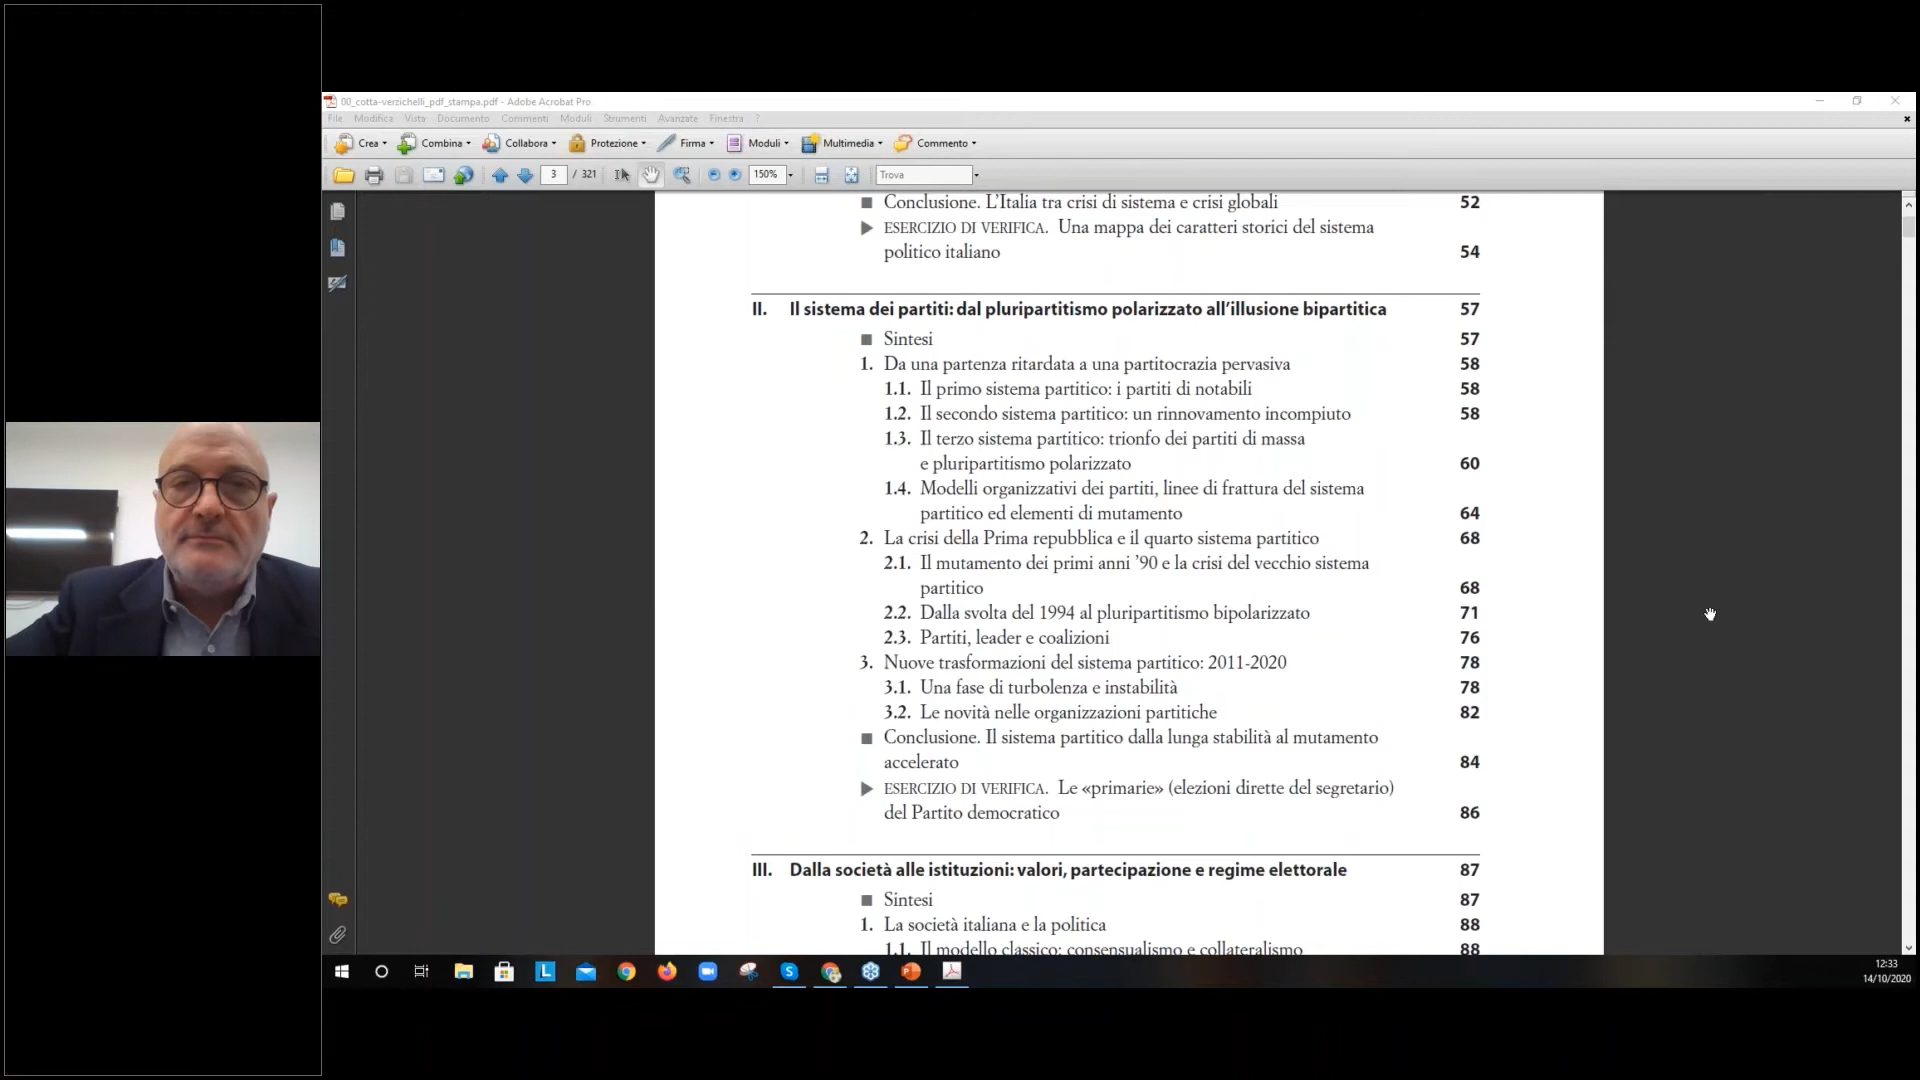 00_cotta-verzichelli_pdf_stampa.pdf - Adobe Acrobat Pro
File Modifica Vista Documento Commenti Moduli Strumenti Avanzate Finestra ?
Crea Combina Collabora Protezione Firma Moduli Multimedia Commento
3 / 321 150% Trova
■ Conclusione. L'Italia tra crisi di sistema e crisi globali 52
▶ ESERCIZIO DI VERIFICA. Una mappa dei caratteri storici del sistema
politico italiano 54
II. Il sistema dei partiti: dal pluripartitismo polarizzato all'illusione bipartitica 57
■ Sintesi 57
1. Da una partenza ritardata a una partitocrazia pervasiva 58
1.1. Il primo sistema partitico: i partiti di notabili 58
1.2. Il secondo sistema partitico: un rinnovamento incompiuto 58
1.3. Il terzo sistema partitico: trionfo dei partiti di massa
e pluripartitismo polarizzato 60
1.4. Modelli organizzativi dei partiti, linee di frattura del sistema
partitico ed elementi di mutamento 64
2. La crisi della Prima repubblica e il quarto sistema partitico 68
2.1. Il mutamento dei primi anni '90 e la crisi del vecchio sistema
partitico 68
2.2. Dalla svolta del 1994 al pluripartitismo bipolarizzato 71
2.3. Partiti, leader e coalizioni 76
3. Nuove trasformazioni del sistema partitico: 2011-2020 78
3.1. Una fase di turbolenza e instabilità 78
3.2. Le novità nelle organizzazioni partitiche 82
■ Conclusione. Il sistema partitico dalla lunga stabilità al mutamento
accelerato 84
▶ ESERCIZIO DI VERIFICA. Le «primarie» (elezioni dirette del segretario)
del Partito democratico 86
III. Dalla società alle istituzioni: valori, partecipazione e regime elettorale 87
■ Sintesi 87
1. La società italiana e la politica 88
1.1. Il modello classico: consensualismo e collateralismo 88
12:33
14/10/2020